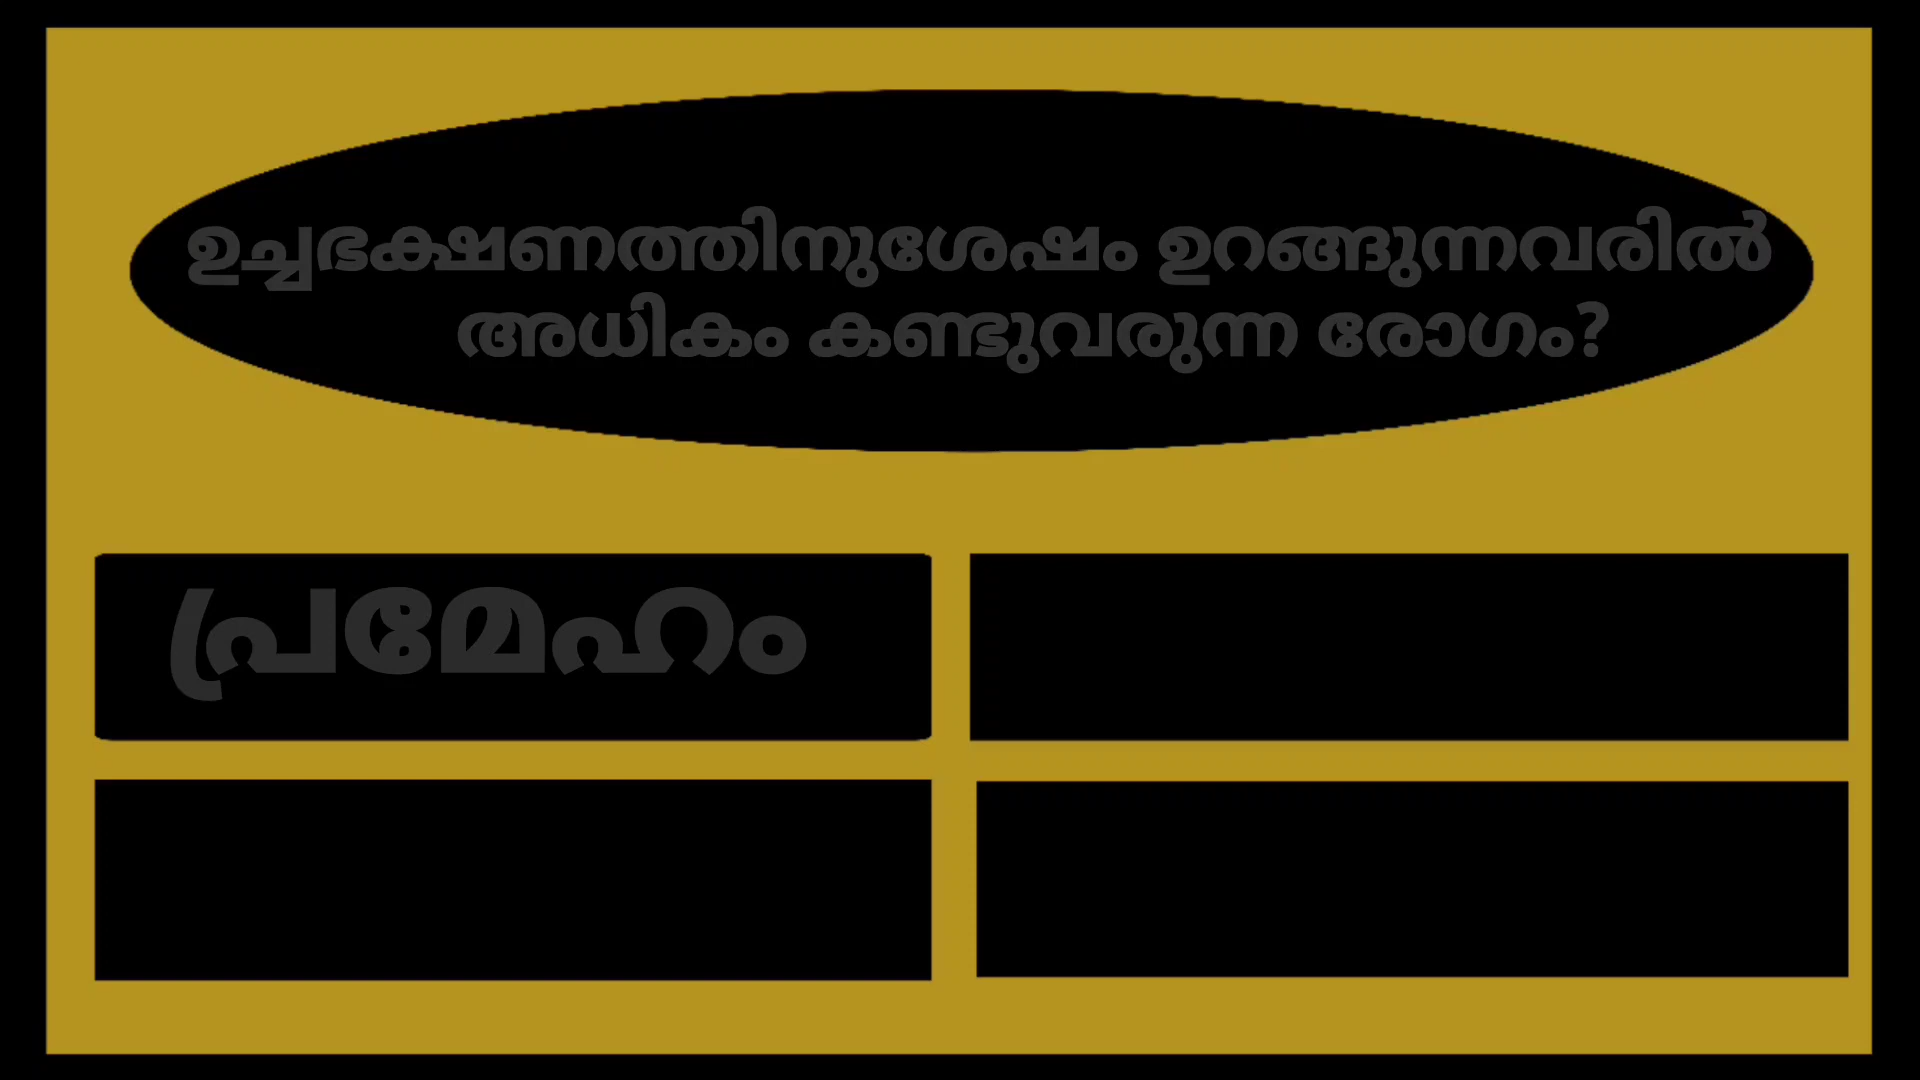 ഉച്ചഭക്ഷണത്തിനുശേഷം ഉറങ്ങുന്നവരിൽ
അധികം കണ്ടുവരുന്ന രോഗം?
പ്രമേഹം